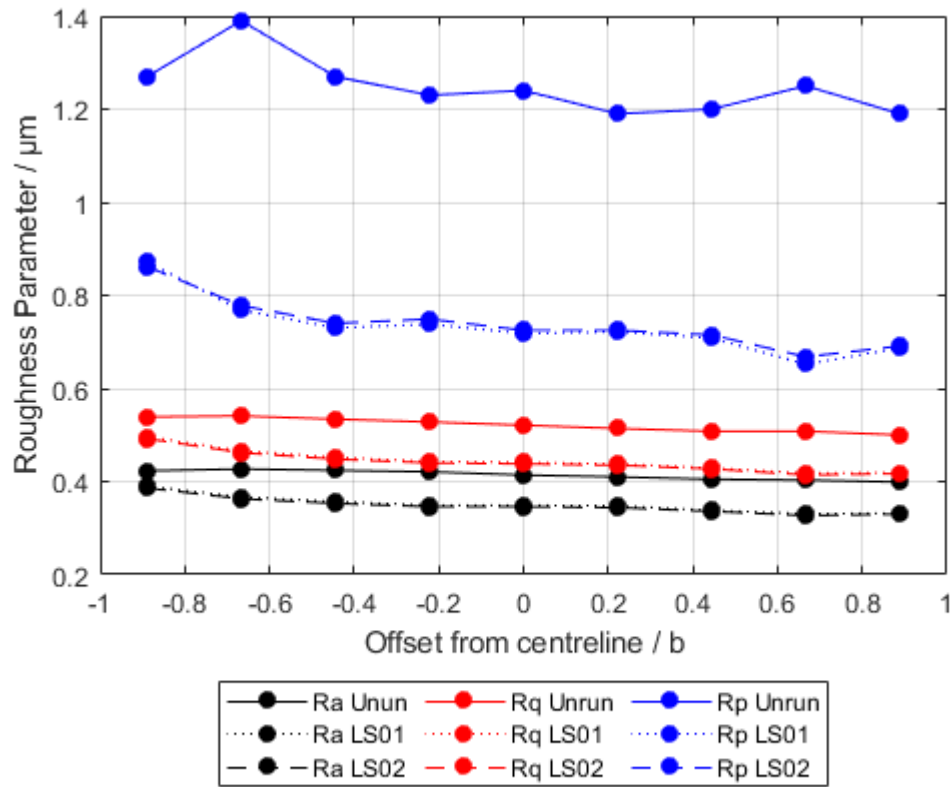 1.4
1.2
1
0.8
0.6
0.4
0.2
Roughness Parameter / µm
-1 -0.8 -0.6 -0.4 -0.2 0 0.2 0.4 0.6 0.8 1
Offset from centreline / b
Ra Unun Rq Unrun Rp Unrun
Ra LS01 Rq LS01 Rp LS01
Ra LS02 Rq LS02 Rp LS02